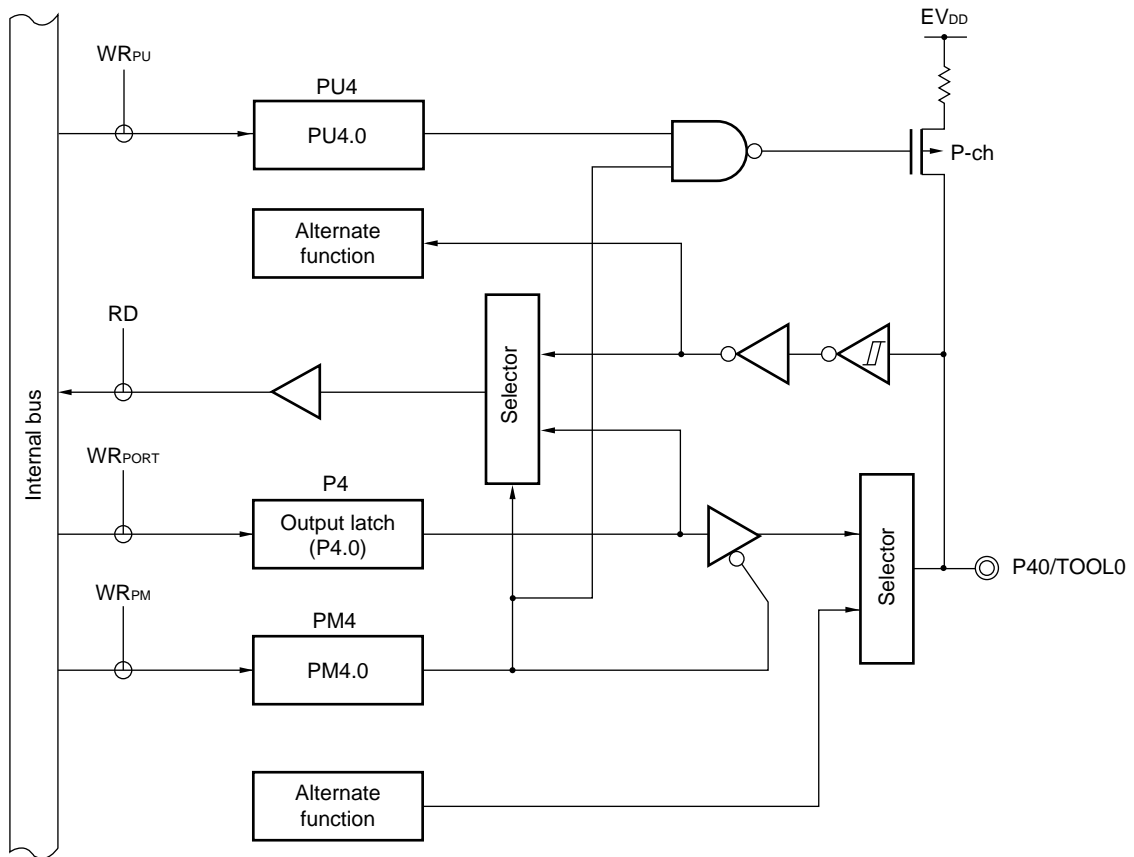 EVDD
WRPU
PU4
PU4.0
P-ch
Alternate
function
RD
Selector
Internal bus
WRPORT
P4
Output latch
(P4.0)
Selector
P40/TOOL0
WRPM
PM4
PM4.0
Alternate
function